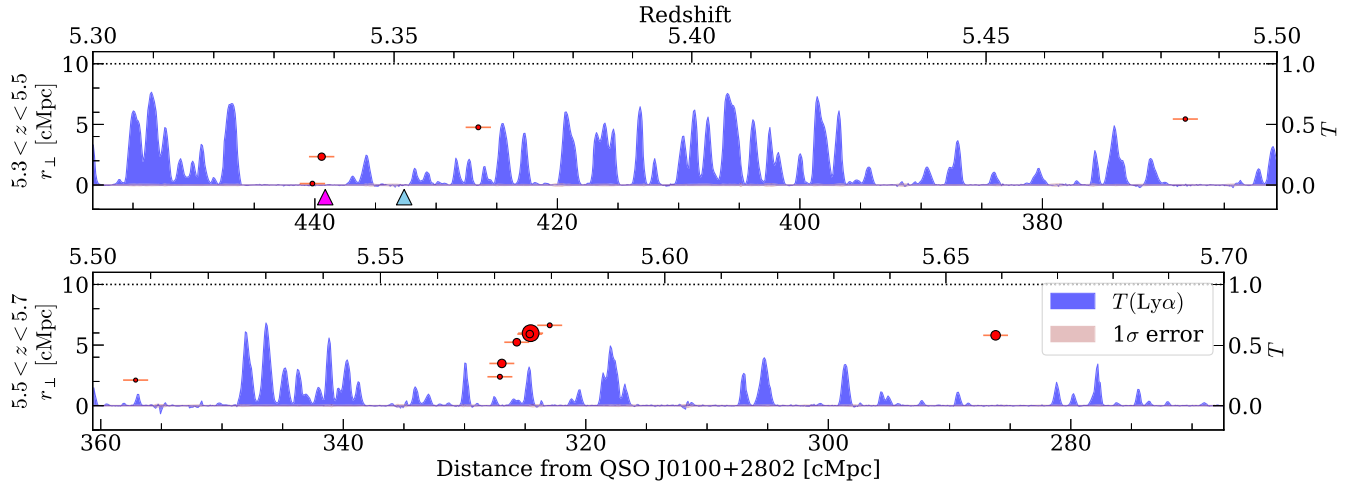 Redshift
5.30 5.35 5.40 5.45 5.50
5.3 < z < 5.5
r⊥ [cMpc]
10
5
0
1.0
0.5
0.0
T
440 420 400 380
5.50 5.55 5.60 5.65 5.70
5.5 < z < 5.7
r⊥ [cMpc]
10
5
0
T(Lyα)
1σ error
1.0
0.5
0.0
T
360 340 320 300 280
Distance from QSO J0100+2802 [cMpc]